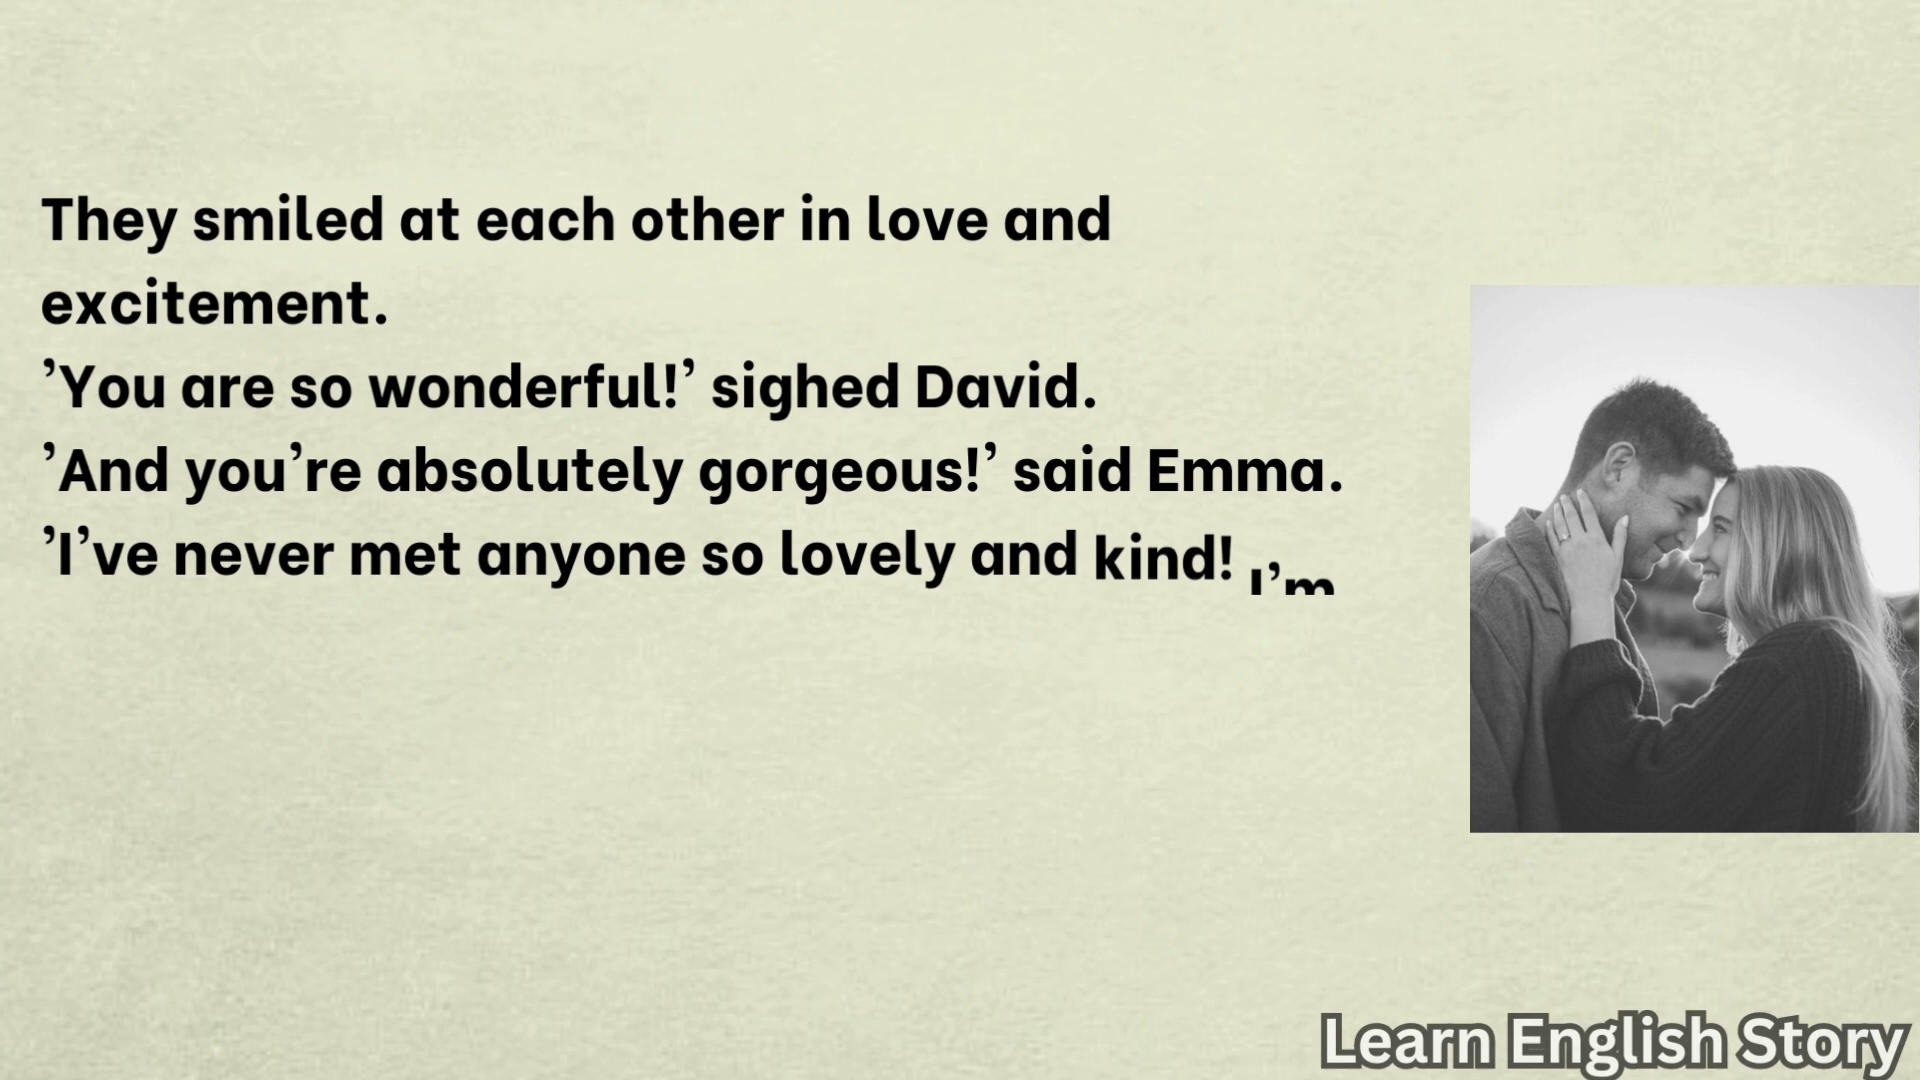 They smiled at each other in love and
excitement.
’You are so wonderful!’ sighed David.
’And you’re absolutely gorgeous!’ said Emma.
’I’ve never met anyone so lovely and kind! I’m
Learn English Story